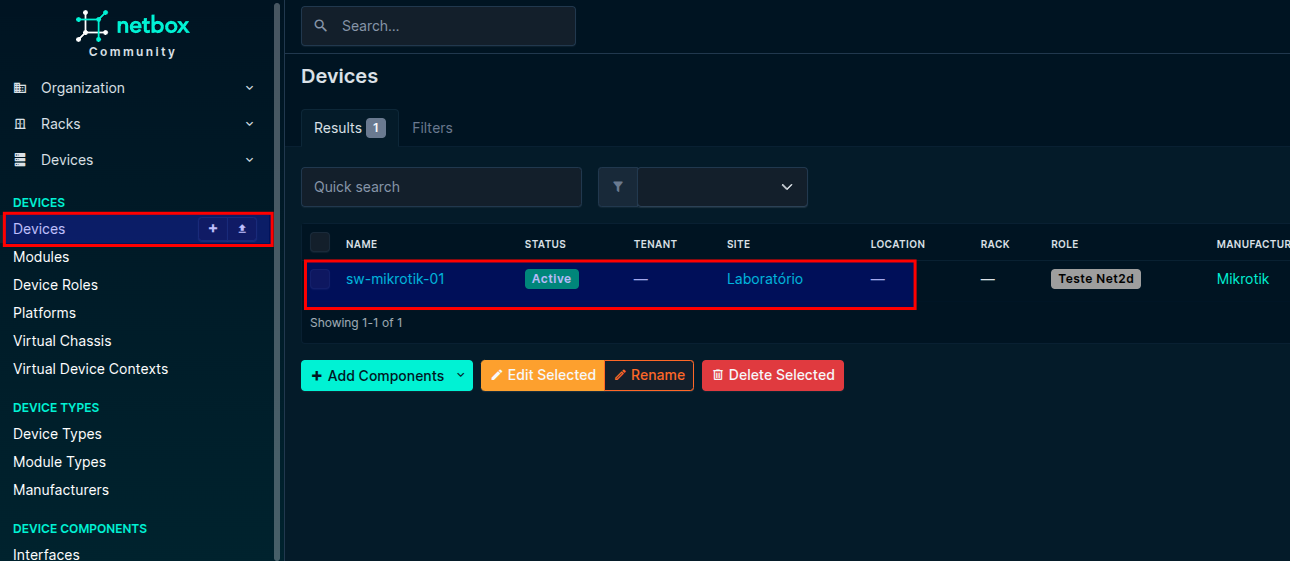 netbox
Community
Organization
Racks
Devices
DEVICES
Devices
Modules
Device Roles
Platforms
Virtual Chassis
Virtual Device Contexts
DEVICE TYPES
Device Types
Module Types
Manufacturers
DEVICE COMPONENTS
Interfaces
Search...
Devices
Results 1 Filters
Quick search
NAME STATUS TENANT SITE LOCATION RACK ROLE MANUFACTUR
sw-mikrotik-01 Active — Laboratório — — Teste Net2d Mikrotik
Showing 1-1 of 1
+ Add Components Edit Selected Rename Delete Selected